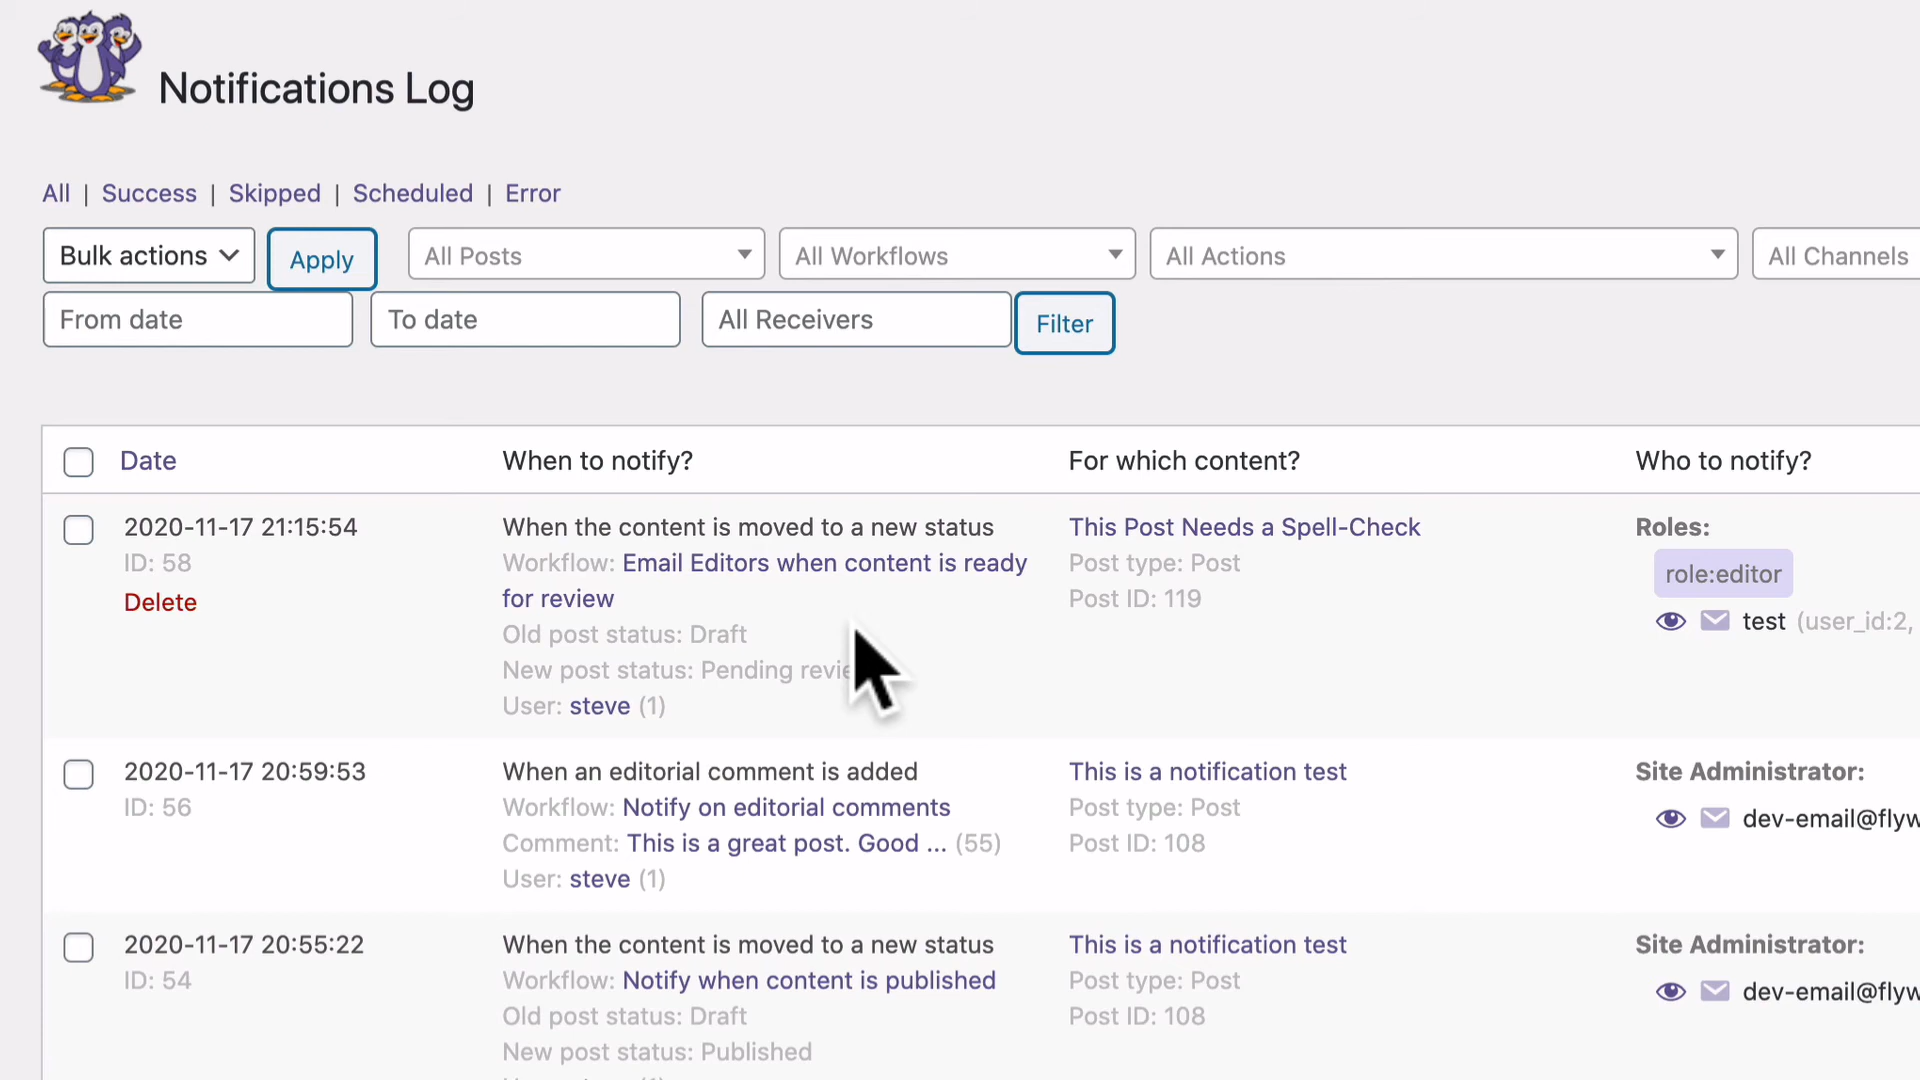 Notifications Log
All | Success | Skipped | Scheduled | Error
Bulk actions Apply All Posts All Workflows All Actions All Channels
From date To date All Receivers Filter
Date When to notify? For which content? Who to notify?
2020-11-17 21:15:54 When the content is moved to a new status This Post Needs a Spell-Check Roles:
ID: 58 Workflow: Email Editors when content is ready Post type: Post role:editor
Delete for review Post ID: 119 test (user_id:2,
Old post status: Draft
New post status: Pending
User: steve (1)
2020-11-17 20:59:53 When an editorial comment is added This is a notification test Site Administrator:
ID: 56 Workflow: Notify on editorial comments Post type: Post dev-email@flyw
Comment: This is a great post. Good ... (55) Post ID: 108
User: steve (1)
2020-11-17 20:55:22 When the content is moved to a new status This is a notification test Site Administrator:
ID: 54 Workflow: Notify when content is published Post type: Post dev-email@flyw
Old post status: Draft Post ID: 108
New post status: Published